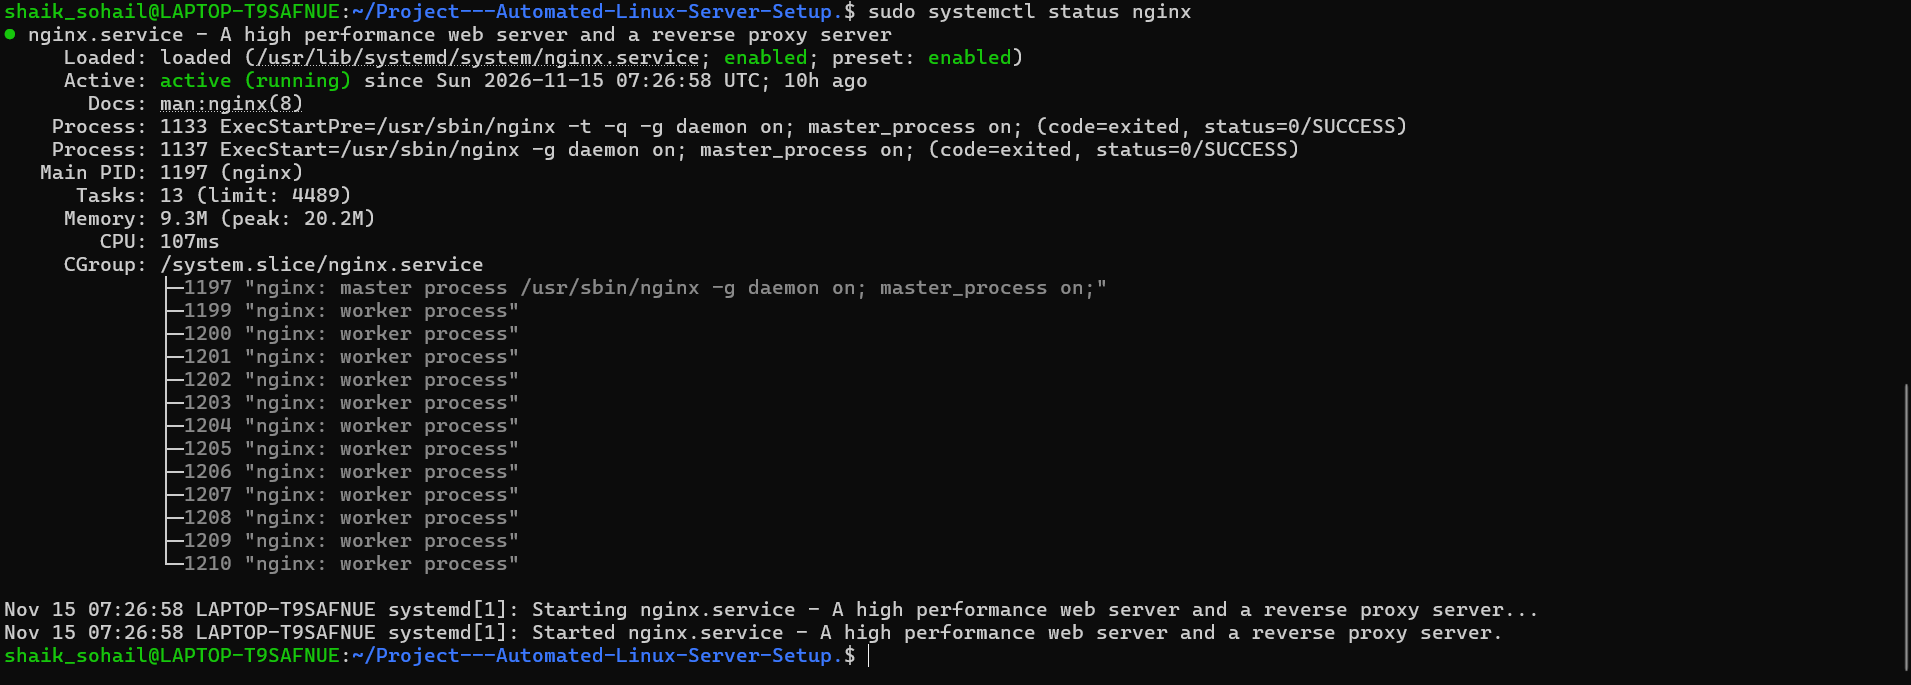 shaik_sohail@LAPTOP-T9SAFNUE:~/Project---Automated-Linux-Server-Setup.$ sudo systemctl status nginx
● nginx.service - A high performance web server and a reverse proxy server
     Loaded: loaded (/usr/lib/systemd/system/nginx.service; enabled; preset: enabled)
     Active: active (running) since Sun 2026-11-15 07:26:58 UTC; 10h ago
       Docs: man:nginx(8)
    Process: 1133 ExecStartPre=/usr/sbin/nginx -t -q -g daemon on; master_process on; (code=exited, status=0/SUCCESS)
    Process: 1137 ExecStart=/usr/sbin/nginx -g daemon on; master_process on; (code=exited, status=0/SUCCESS)
   Main PID: 1197 (nginx)
      Tasks: 13 (limit: 4489)
     Memory: 9.3M (peak: 20.2M)
        CPU: 107ms
     CGroup: /system.slice/nginx.service
             ├─1197 "nginx: master process /usr/sbin/nginx -g daemon on; master_process on;"
             ├─1199 "nginx: worker process"
             ├─1200 "nginx: worker process"
             ├─1201 "nginx: worker process"
             ├─1202 "nginx: worker process"
             ├─1203 "nginx: worker process"
             ├─1204 "nginx: worker process"
             ├─1205 "nginx: worker process"
             ├─1206 "nginx: worker process"
             ├─1207 "nginx: worker process"
             ├─1208 "nginx: worker process"
             ├─1209 "nginx: worker process"
             └─1210 "nginx: worker process"

Nov 15 07:26:58 LAPTOP-T9SAFNUE systemd[1]: Starting nginx.service - A high performance web server and a reverse proxy server...
Nov 15 07:26:58 LAPTOP-T9SAFNUE systemd[1]: Started nginx.service - A high performance web server and a reverse proxy server.
shaik_sohail@LAPTOP-T9SAFNUE:~/Project---Automated-Linux-Server-Setup.$